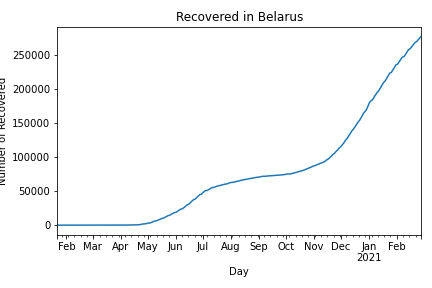 Recovered in Belarus
250000
200000
150000
100000
50000
0
Number of Recovered
Feb Mar Apr May Jun Jul Aug Sep Oct Nov Dec Jan Feb
2021
Day